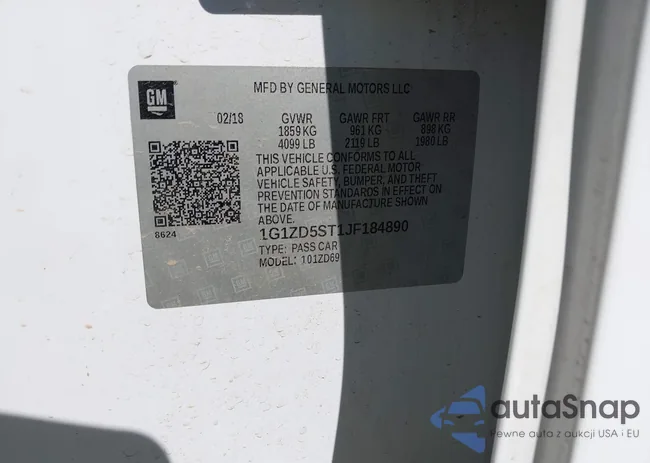 GM
MFD BY GENERAL MOTORS LLC
02/18 GVWR GAWR FRT GAWR RR
1859 KG 961 KG 898 KG
4099 LB 2119 LB 1980 LB
THIS VEHICLE CONFORMS TO ALL
APPLICABLE U.S. FEDERAL MOTOR
VEHICLE SAFETY, BUMPER, AND THEFT
PREVENTION STANDARDS IN EFFECT ON
THE DATE OF MANUFACTURE SHOWN
ABOVE.
8624
1G1ZD5ST1JF184890
TYPE: PASS CAR
MODEL: 101ZD69
autaSnap
Pewne auta z aukcji USA i EU